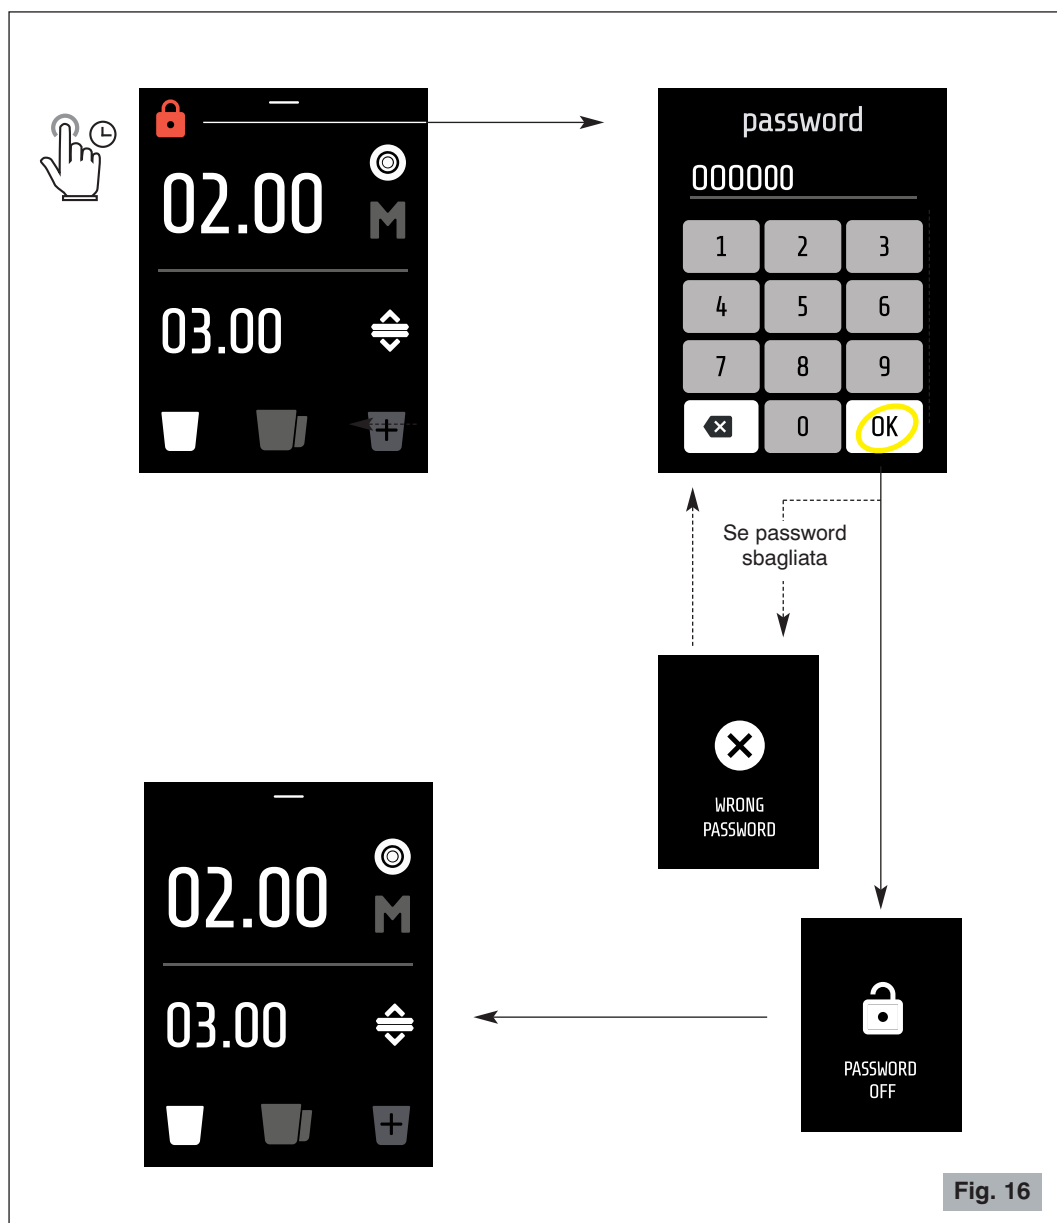 02.00
M
03.00
password
000000
1 2 3
4 5 6
7 8 9
0 OK
Se password
sbagliata
WRONG
PASSWORD
02.00
M
03.00
PASSWORD
OFF
Fig. 16